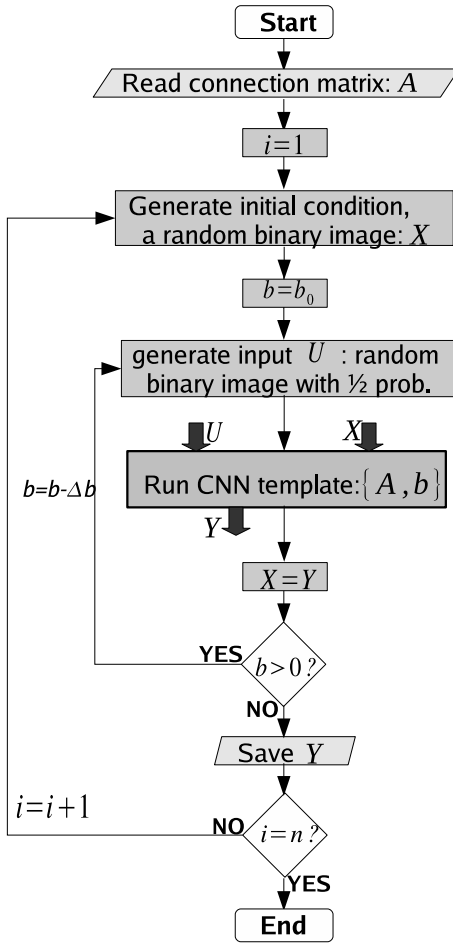 Start
Read connection matrix: A
i=1
Generate initial condition,
a random binary image: X
b=b₀
generate input U : random
binary image with ½ prob.
U
X
b=b-Δb
Run CNN template:{A,b}
Y
X=Y
YES
b>0?
NO
Save Y
i=i+1
NO
i=n?
YES
End